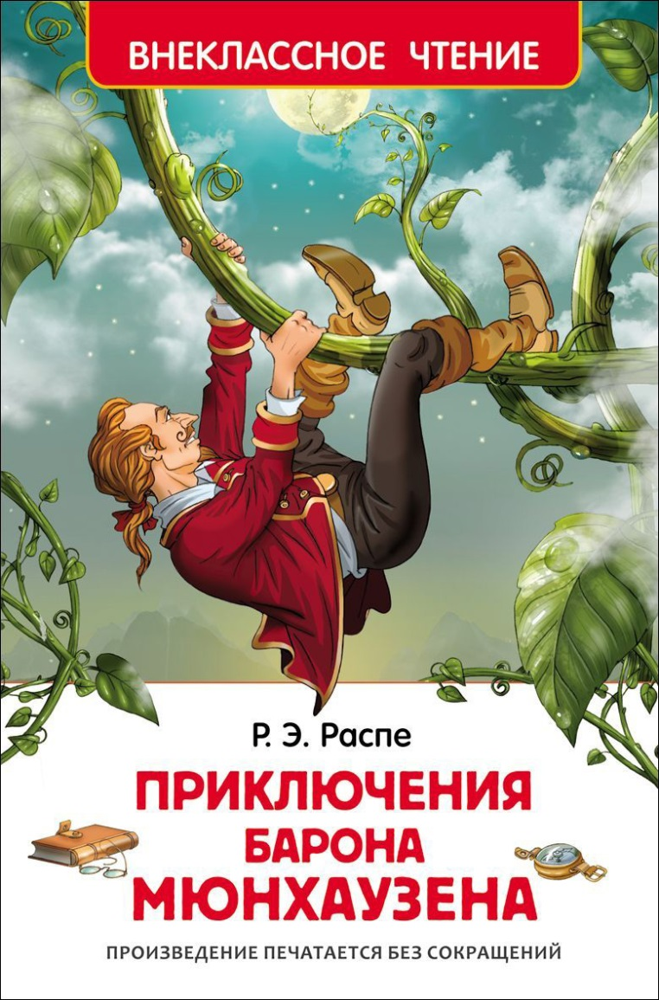 ВНЕКЛАССНОЕ ЧТЕНИЕ
Р. Э. Распе
ПРИКЛЮЧЕНИЯ
БАРОНА
МЮНХАУЗЕНА
ПРОИЗВЕДЕНИЕ ПЕЧАТАЕТСЯ БЕЗ СОКРАЩЕНИЙ